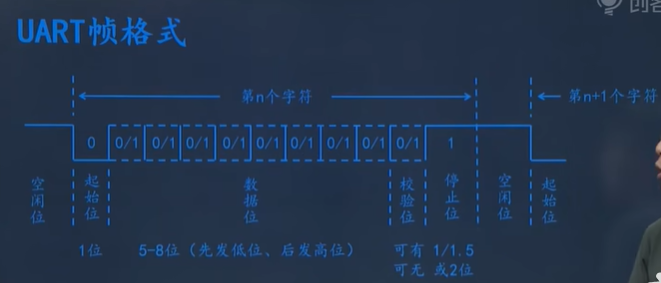 创客
UART帧格式
第n个字符
第n+1个字符
0 0/1 0/1 0/1 0/1 0/1 0/1 0/1 0/1 0/1 1
空闲位 起始位 数据位 校验位 停止位 空闲位 起始位
1位 5-8位(先发低位、后发高位) 可有 1/1.5
可无 或2位